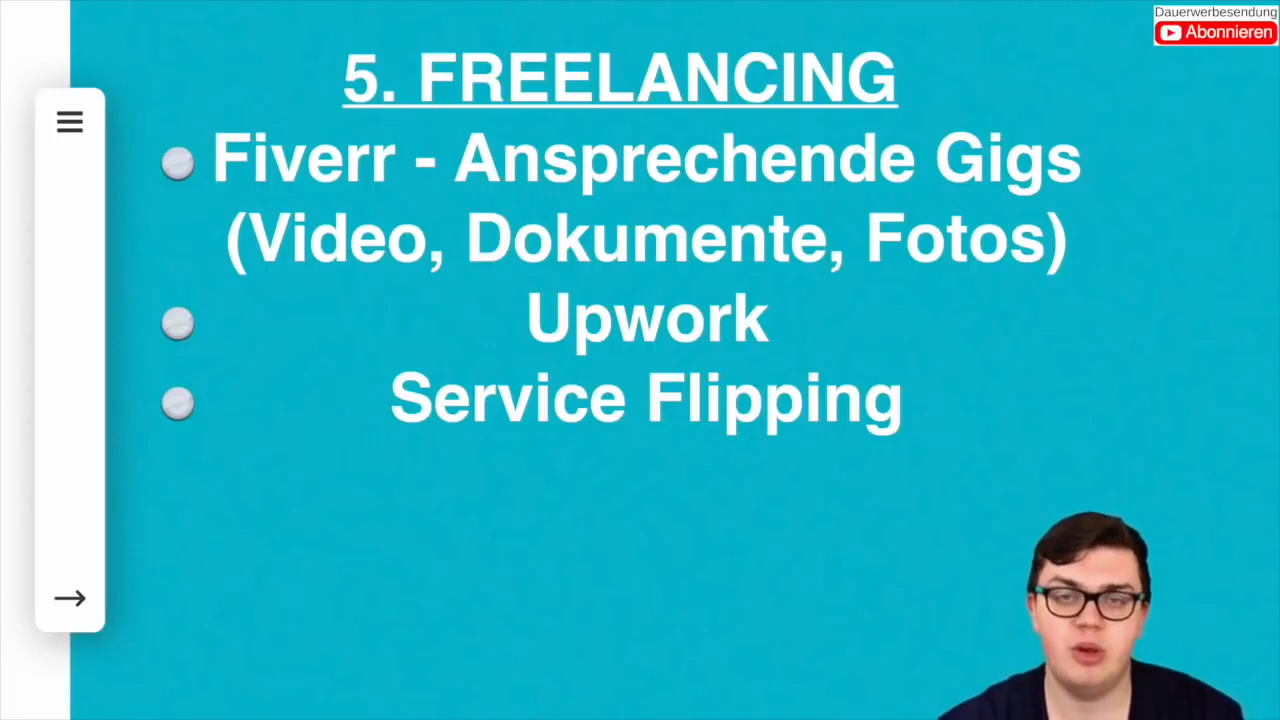 Dauerwerbesendung
Abonnieren
5. FREELANCING
Fiverr - Ansprechende Gigs
(Video, Dokumente, Fotos)
Upwork
Service Flipping